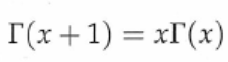 Γ(x + 1) = xΓ(x)